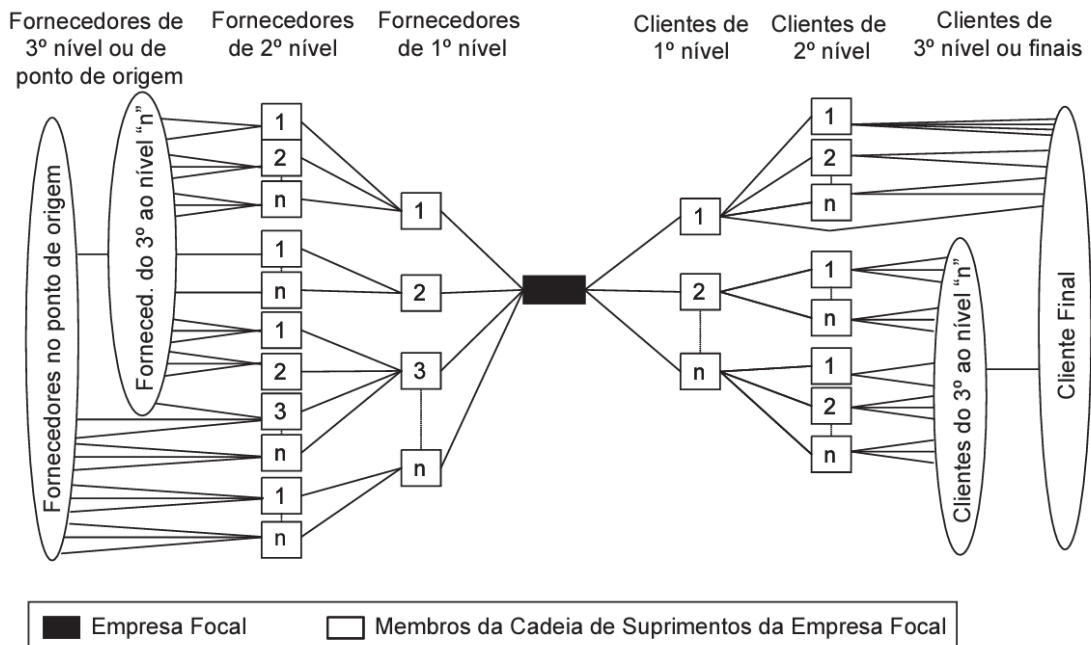 Fornecedores de
3º nível ou de
ponto de origem
Fornecedores
de 2º nível
Fornecedores
de 1º nível
Clientes de
1º nível
Clientes de
2º nível
Clientes de
3º nível ou finais
Fornecedores no ponto de origem
Forneced. do 3º ao nível “n”
1
2
n
1
n
1
2
3
n
1
n
1
2
3
n
1
2
n
1
2
n
1
n
1
2
n
Clientes do 3º ao nível “n”
Cliente Final
Empresa Focal
Membros da Cadeia de Suprimentos da Empresa Focal